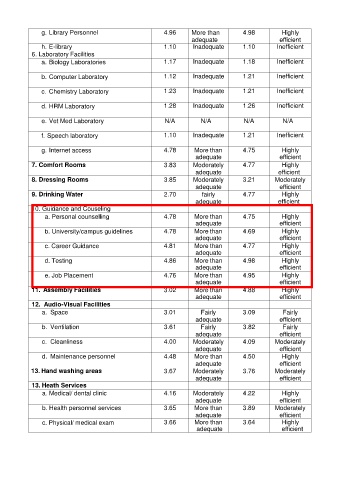 g. Library Personnel 4.96 More than 4.98 Highly
adequate efficient
h. E-library 1.10 Inadequate 1.10 Inefficient
6. Laboratory Facilities
a. Biology Laboratories 1.17 Inadequate 1.18 Inefficient
b. Computer Laboratory 1.12 Inadequate 1.21 Inefficient
c. Chemistry Laboratory 1.23 Inadequate 1.21 Inefficient
d. HRM Laboratory 1.28 Inadequate 1.26 Inefficient
e. Vet Med Laboratory N/A N/A N/A N/A
f. Speech laboratory 1.10 Inadequate 1.21 Inefficient
g. Internet access 4.78 More than 4.75 Highly
adequate efficient
7. Comfort Rooms 3.83 Moderately 4.77 Highly
adequate efficient
8. Dressing Rooms 3.85 Moderately 3.21 Moderately
adequate efficient
9. Drinking Water 2.70 fairly 4.77 Highly
adequate efficient
10. Guidance and Couseling
a. Personal counselling 4.78 More than 4.75 Highly
adequate efficient
b. University/campus guidelines 4.78 More than 4.69 Highly
adequate efficient
c. Career Guidance 4.81 More than 4.77 Highly
adequate efficient
d. Testing 4.86 More than 4.96 Highly
adequate efficient
e. Job Placement 4.76 More than 4.95 Highly
adequate efficient
11. Assembly Facilities 3.02 More than 4.88 Highly
adequate efficient
12. Audio-Visual Facilities
a. Space 3.01 Fairly 3.09 Fairly
adequate efficient
b. Ventilation 3.61 Fairly 3.82 Fairly
adequate efficient
c. Cleanliness 4.00 Moderately 4.09 Moderately
adequate efficient
d. Maintenance personnel 4.48 More than 4.50 Highly
adequate efficient
13. Hand washing areas 3.67 Moderately 3.76 Moderately
adequate efficient
13. Heath Services
a. Medical/ dental clinic 4.16 Moderately 4.22 Highly
adequate efficient
b. Health personnel services 3.65 More than 3.89 Moderately
adequate efficient
c. Physical/ medical exam 3.66 More than 3.64 Highly
adequate efficient